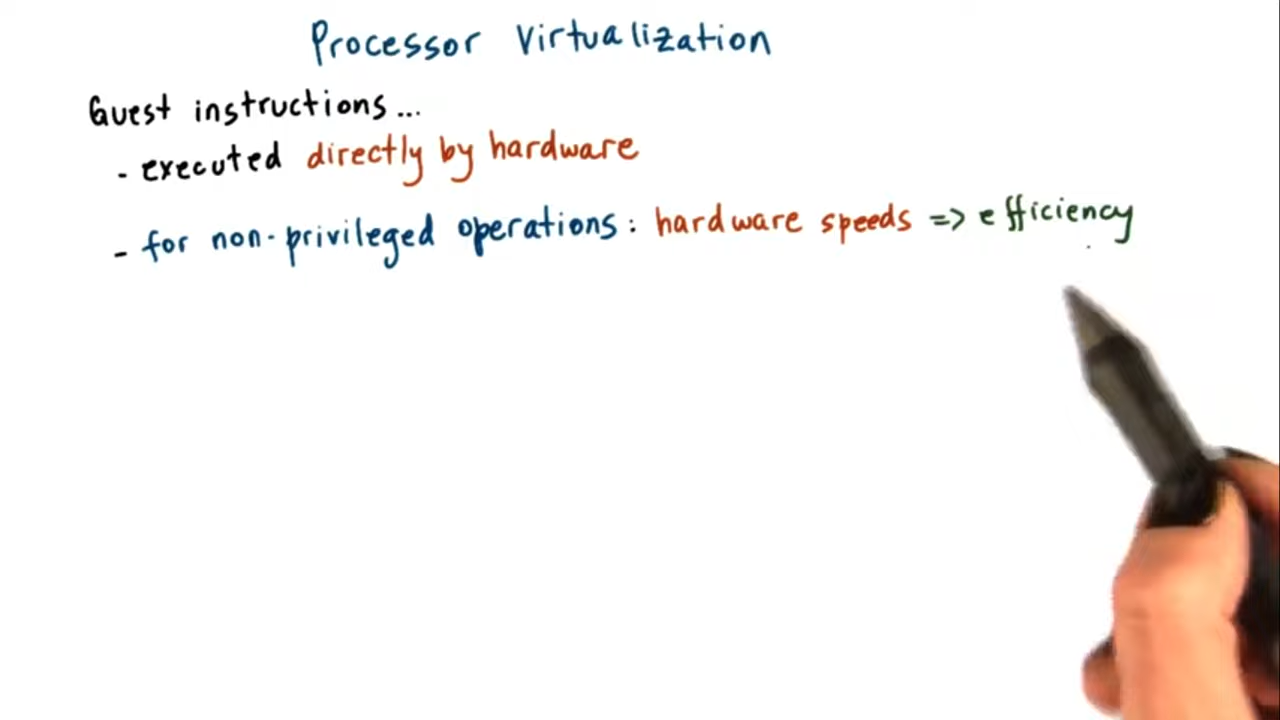 Processor Virtualization
Guest instructions...
- executed directly by hardware
- for non-privileged operations: hardware speeds => efficiency